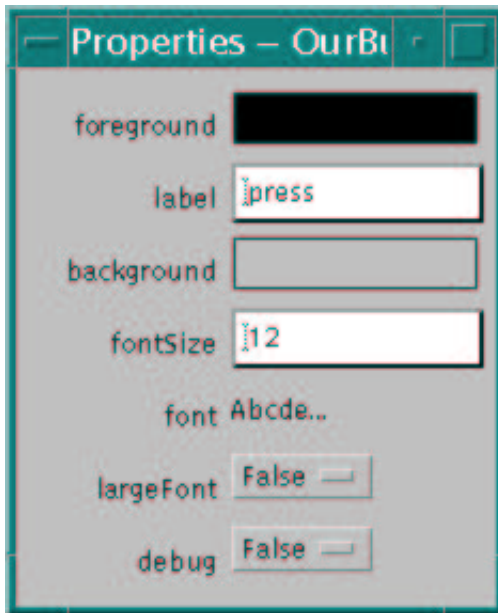 Properties – OurBu
foreground
label press
background
fontSize 12
font Abcde...
largeFont False
debug False